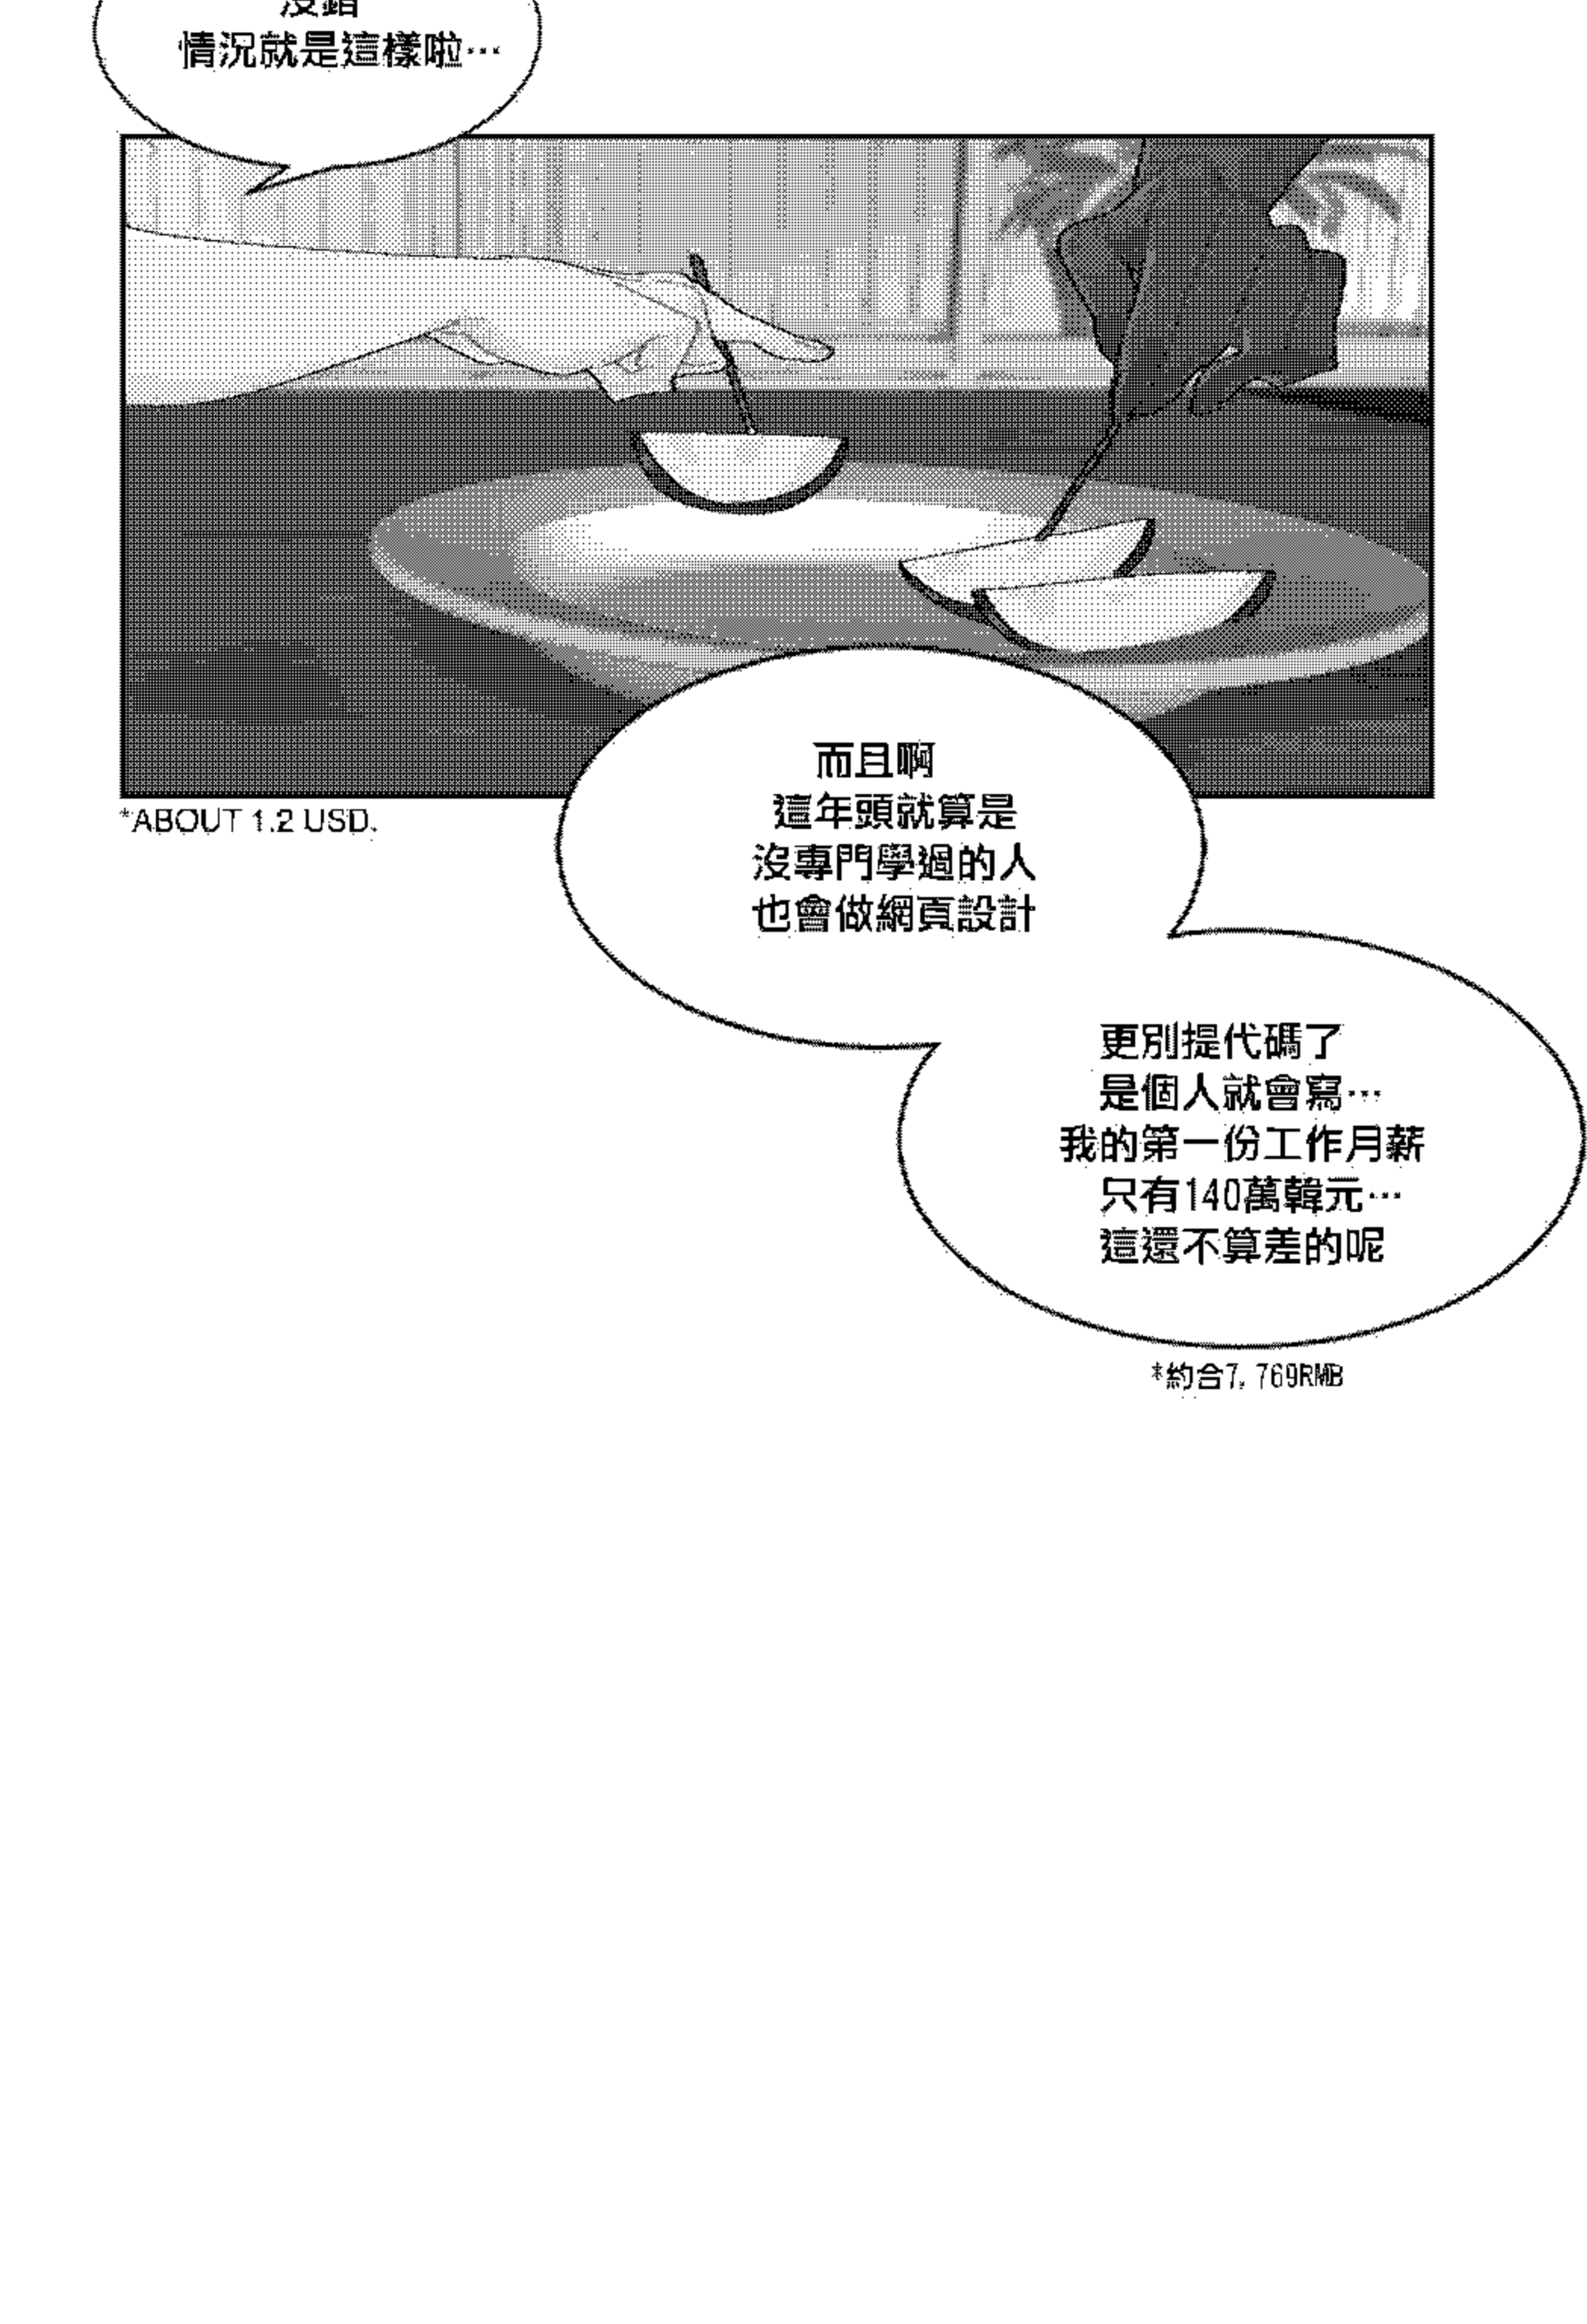 沒錯
情況就是這樣啦…
*ABOUT 1.2 USD.
而且啊
這年頭就算是
沒專門學過的人
也會做網頁設計
更別提代碼了
是個人就會寫…
我的第一份工作月薪
只有140萬韓元…
這還不算差的呢
*約合7,769RMB